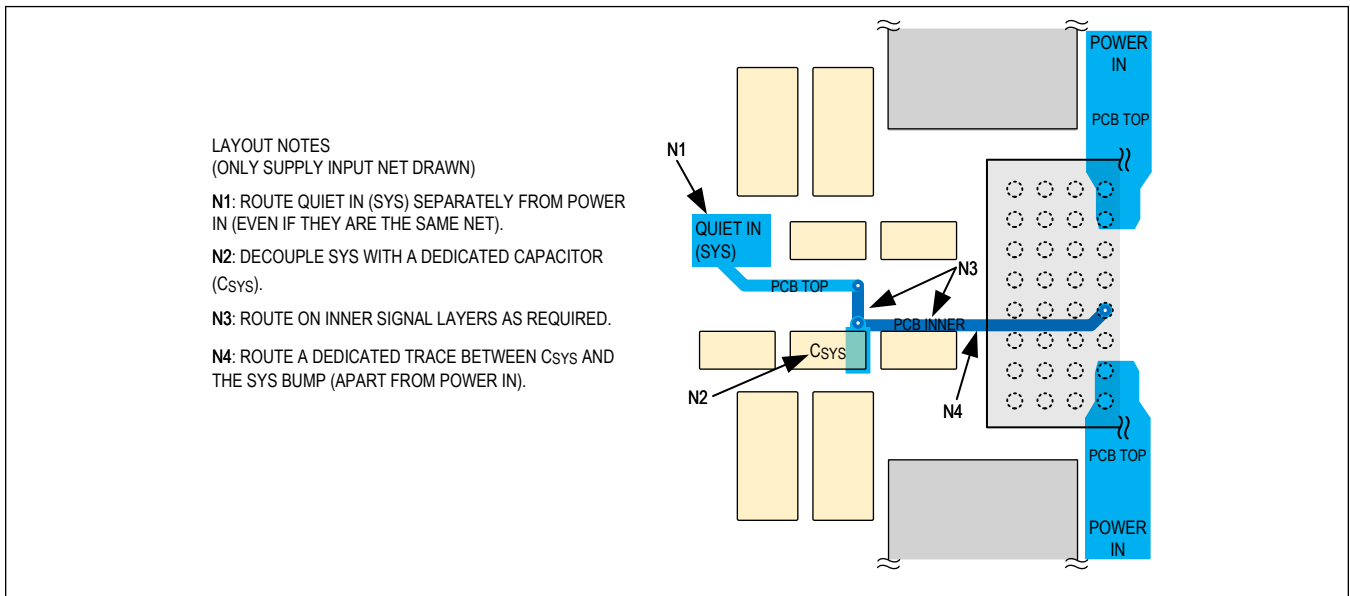 LAYOUT NOTES
(ONLY SUPPLY INPUT NET DRAWN)
N1: ROUTE QUIET IN (SYS) SEPARATELY FROM POWER
IN (EVEN IF THEY ARE THE SAME NET).
N2: DECOUPLE SYS WITH A DEDICATED CAPACITOR
(CSYS).
N3: ROUTE ON INNER SIGNAL LAYERS AS REQUIRED.
N4: ROUTE A DEDICATED TRACE BETWEEN CSYS AND
THE SYS BUMP (APART FROM POWER IN).
N1
QUIET IN
(SYS)
PCB TOP
N3
PCB INNER
CSYS
N2
N4
POWER
IN
PCB TOP
PCB TOP
POWER
IN